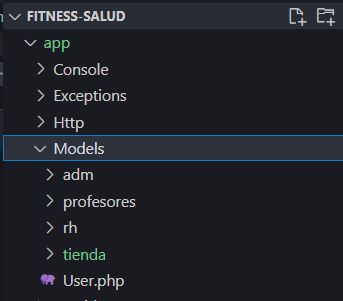 FITNESS-SALUD
app
Console
Exceptions
Http
Models
adm
profesores
rh
tienda
User.php